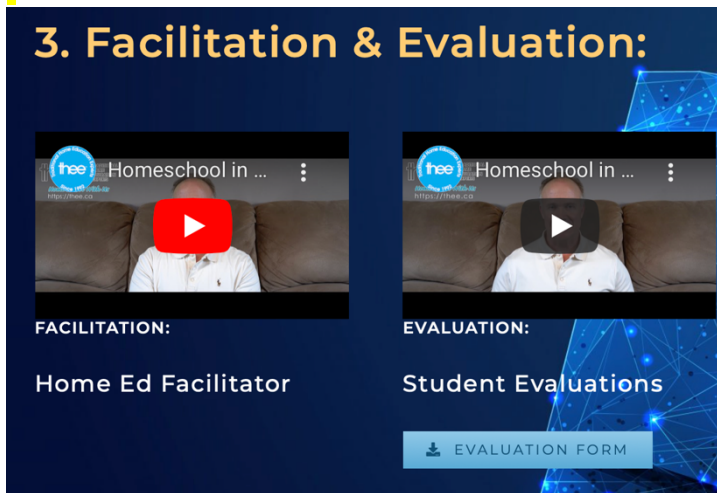 3. Facilitation & Evaluation:
thee
Homeschool in ...
https://thee.ca
thee
Homeschool in ...
https://thee.ca
FACILITATION:
EVALUATION:
Home Ed Facilitator
Student Evaluations
EVALUATION FORM